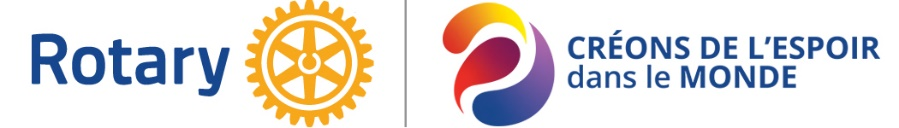 Rotary
CRÉONS DE L'ESPOIR
dans le MONDE